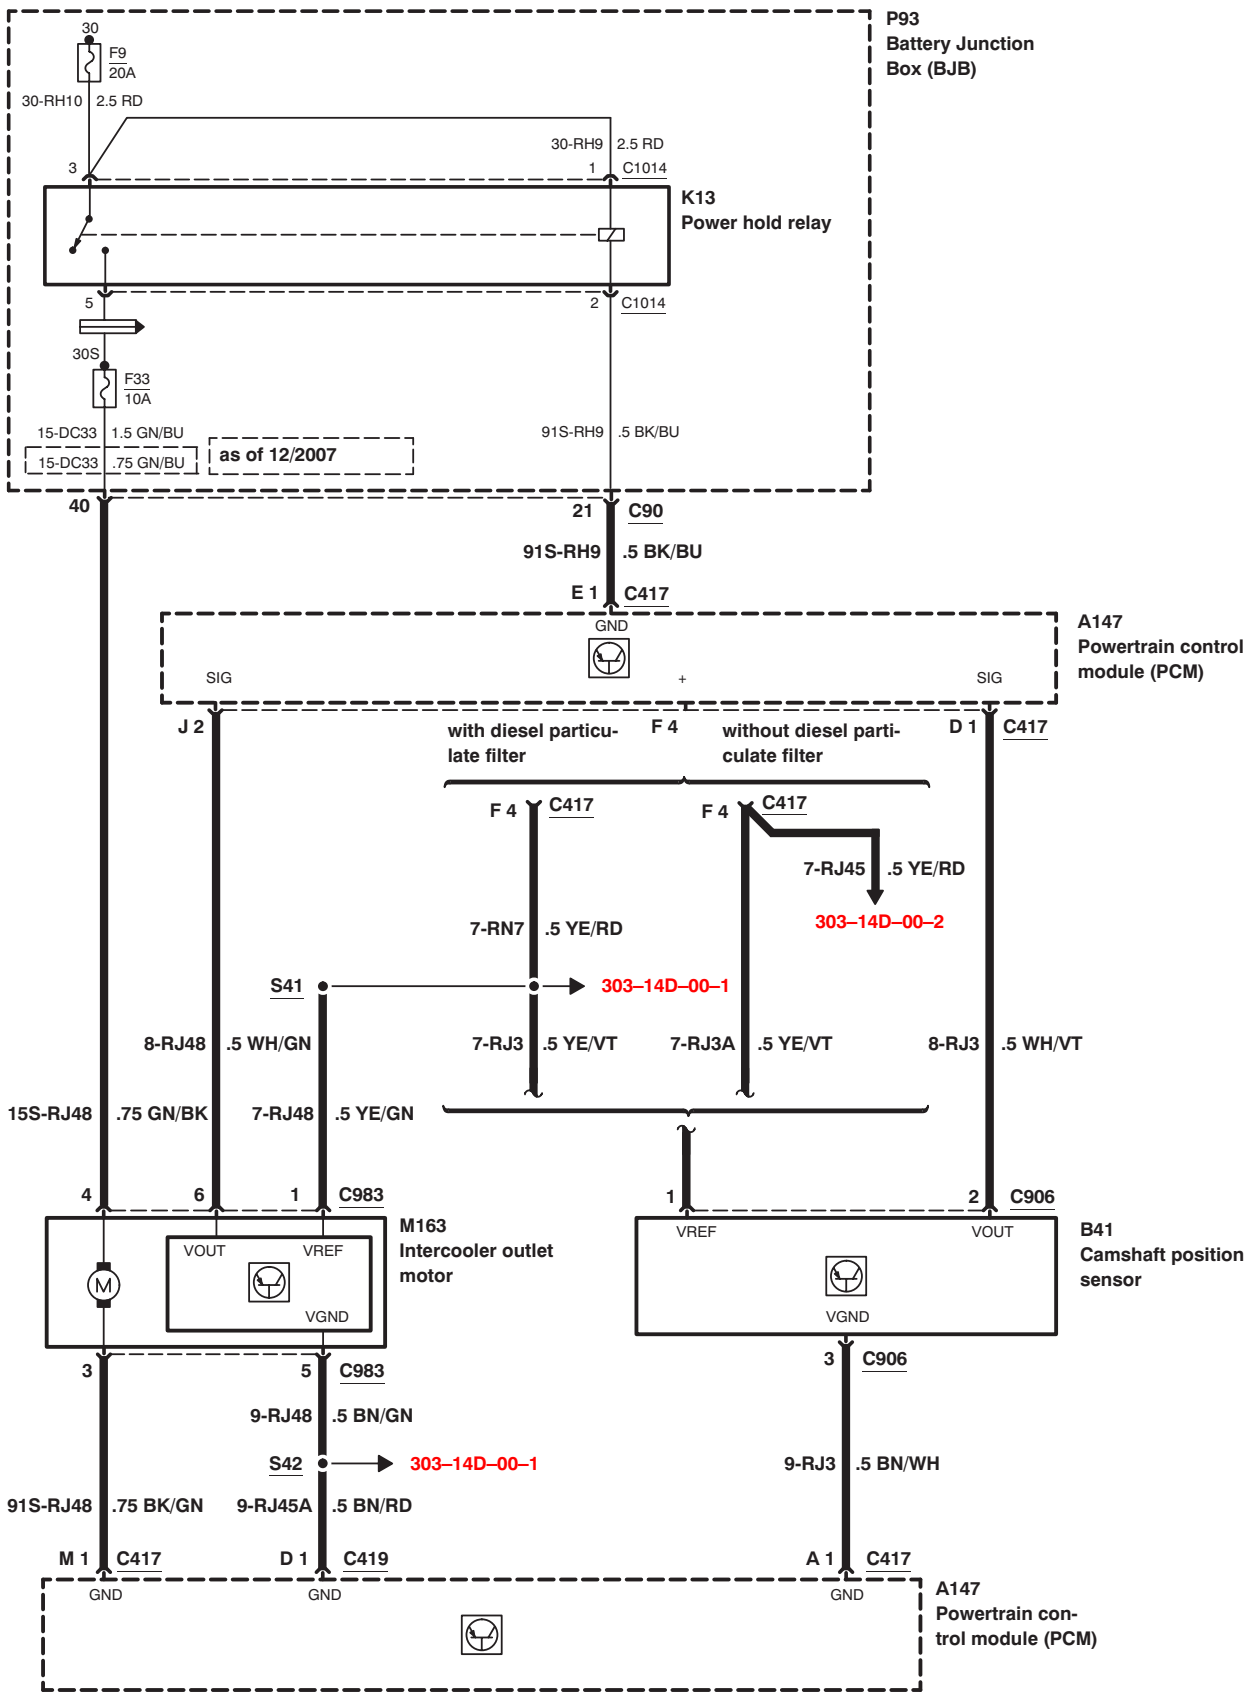 P93
Battery Junction
Box (BJB)
30
F9
20A
30-RH10 2.5 RD
30-RH9 2.5 RD
3 1 C1014
K13
Power hold relay
5 2 C1014
30S
F33
10A
15-DC33 1.5 GN/BU
91S-RH9 .5 BK/BU
15-DC33 .75 GN/BU
as of 12/2007
40 21 C90
91S-RH9 .5 BK/BU
E 1 C417
A147
Powertrain control
module (PCM)
GND
SIG + SIG
J 2 F 4 D 1 C417
with diesel particu-
late filter
without diesel parti-
culate filter
F 4 C417
F 4 C417
7-RJ45 .5 YE/RD
303–14D–00–2
7-RN7 .5 YE/RD
S41 303–14D–00–1
8-RJ48 .5 WH/GN
7-RJ3 .5 YE/VT
7-RJ3A .5 YE/VT
8-RJ3 .5 WH/VT
15S-RJ48 .75 GN/BK
7-RJ48 .5 YE/GN
4 6 1 C983
1 2 C906
M163
Intercooler outlet
motor
VOUT VREF
M
VGND
B41
Camshaft position
sensor
VREF VOUT
VGND
3 5 C983
3 C906
9-RJ48 .5 BN/GN
S42 303–14D–00–1
9-RJ3 .5 BN/WH
91S-RJ48 .75 BK/GN
9-RJ45A .5 BN/RD
M 1 C417
D 1 C419
A 1 C417
GND GND GND
A147
Powertrain con-
trol module (PCM)